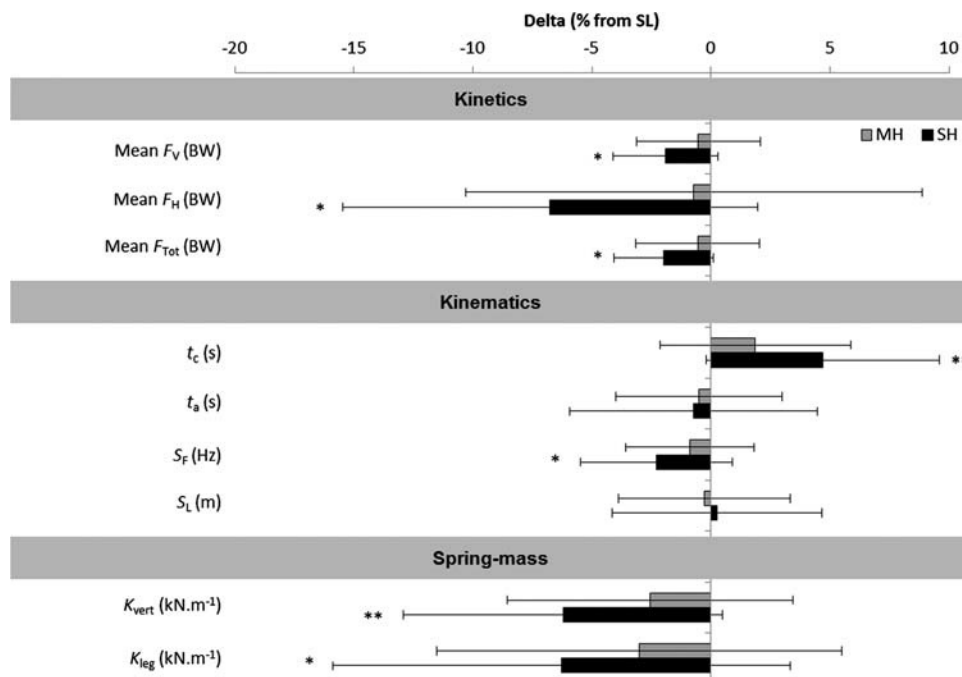 Delta (% from SL)
-20 -15 -10 -5 0 5 10
Kinetics
MH SH
Mean FV (BW)
*
Mean FH (BW)
*
Mean FTot (BW)
*
Kinematics
tc (s)
*
ta (s)
SF (Hz)
*
SL (m)
Spring-mass
Kvert (kN.m-1)
**
Kleg (kN.m-1)
*